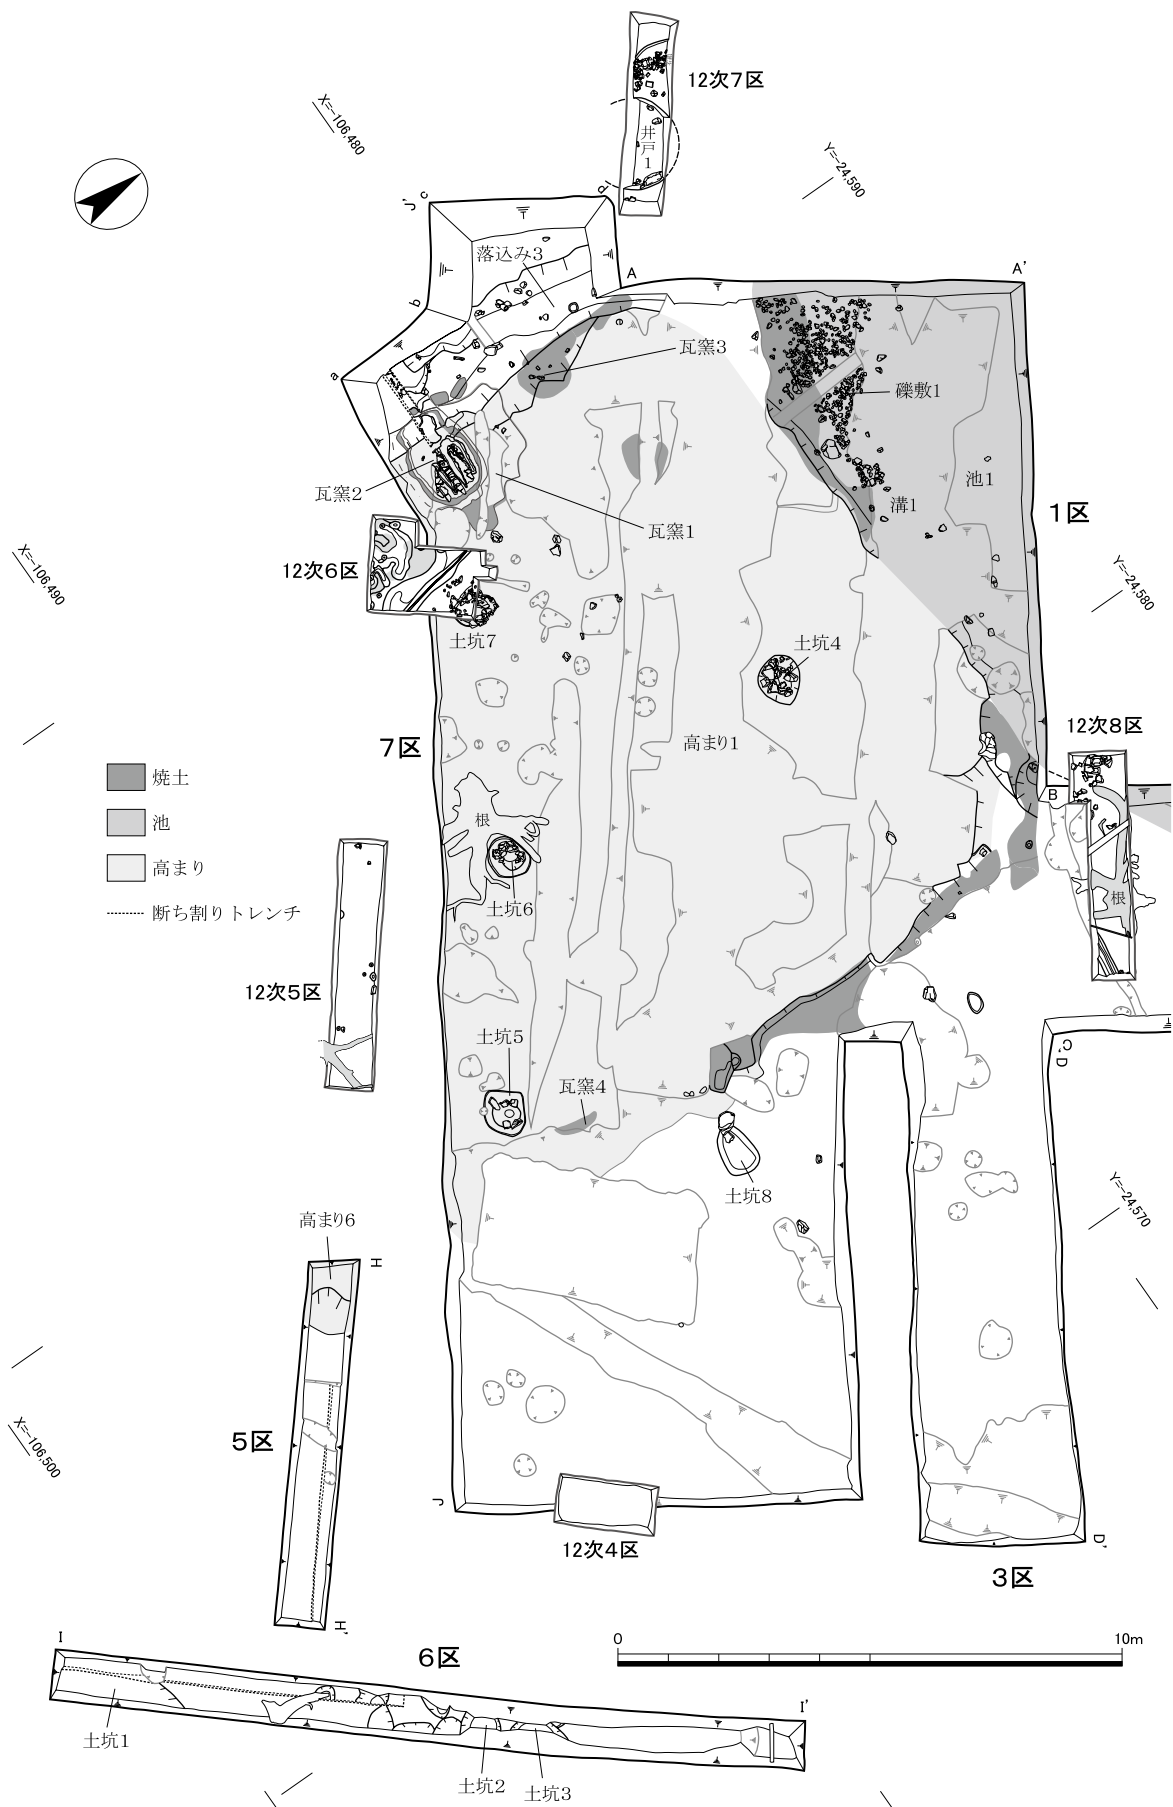 12次7区
井戸1
X=-106,480
Y=-24,590
J'
c
d
落込み3
A
A'
b
a
瓦窯3
礫敷1
瓦窯2
池1
溝1
1区
瓦窯1
X=-106,490
12次6区
Y=-24,580
土坑7
土坑4
12次8区
7区
高まり1
焼土
池
高まり
断ち割りトレンチ
B
根
根
土坑6
12次5区
土坑5
C'
D
瓦窯4
土坑8
Y=-24,570
高まり6
H
5区
X=-106,500
J
12次4区
D'
3区
H'
I
6区
0
10m
I'
土坑1
土坑2
土坑3